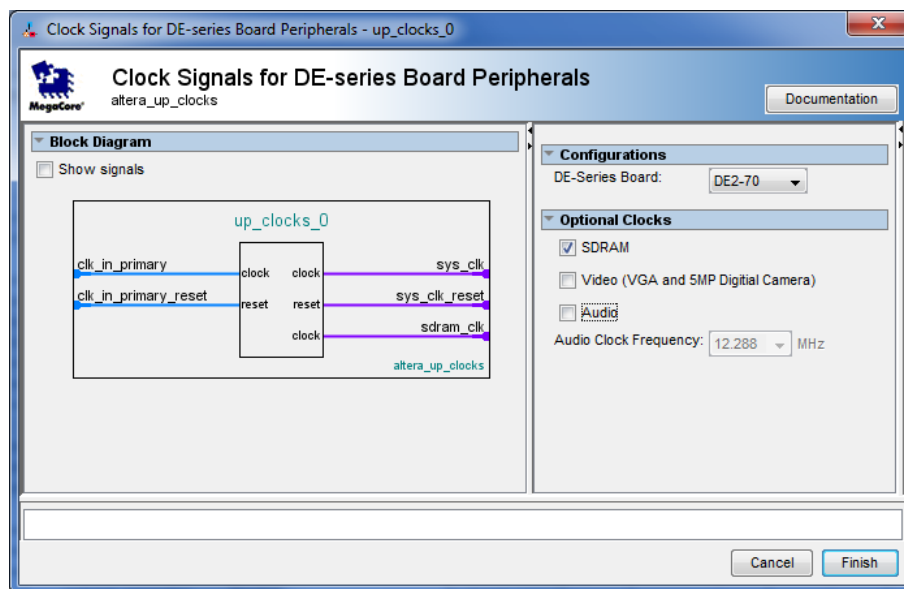 Clock Signals for DE-series Board Peripherals - up_clocks_0
MegaCore®
Clock Signals for DE-series Board Peripherals
altera_up_clocks
Documentation
Block Diagram
Show signals
up_clocks_0
clk_in_primary
clock
clock
sys_clk
clk_in_primary_reset
reset
reset
sys_clk_reset
clock
sdram_clk
altera_up_clocks
Configurations
DE-Series Board:
DE2-70
Optional Clocks
SDRAM
Video (VGA and 5MP Digitial Camera)
Audio
Audio Clock Frequency:
12.288
MHz
Cancel
Finish